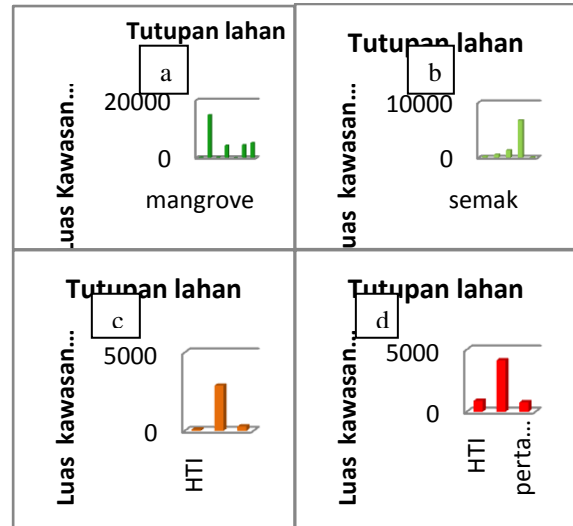 Tutupan lahan
a
Luas Kawasan...
20000
0
mangrove
Tutupan lahan
b
uas kawasan...
10000
0
semak
Tutupan lahan
c
Luas kawasan...
5000
0
HTI
Tutupan lahan
d
Luas kawasan...
5000
0
HTI
perta...